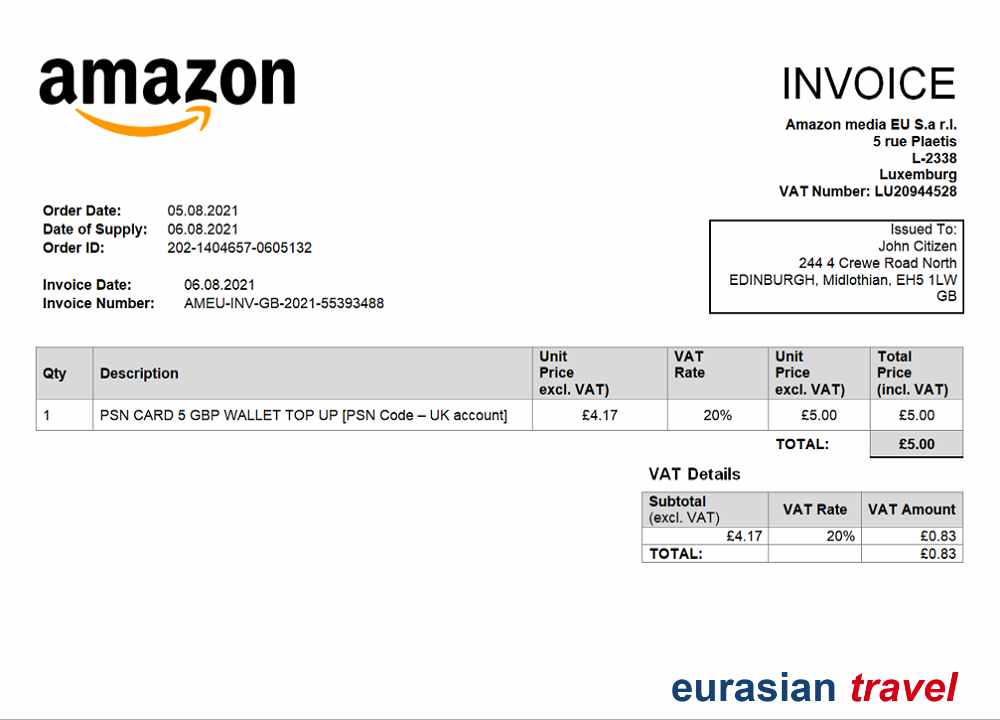 amazon
INVOICE
Amazon media EU S.a r.l.
5 rue Plaetis
L-2338
Luxemburg
VAT Number: LU20944528
Order Date: 05.08.2021
Date of Supply: 06.08.2021
Order ID: 202-1404657-0605132
Invoice Date: 06.08.2021
Invoice Number: AMEU-INV-GB-2021-55393488
Issued To:
John Citizen
244 4 Crewe Road North
EDINBURGH, Midlothian, EH5 1LW
GB
Qty Description Unit Price excl. VAT) VAT Rate Unit Price excl. VAT) Total Price (incl. VAT)
1 PSN CARD 5 GBP WALLET TOP UP [PSN Code – UK account] £4.17 20% £5.00 £5.00
TOTAL: £5.00
VAT Details
Subtotal (excl. VAT) VAT Rate VAT Amount
£4.17 20% £0.83
TOTAL: £0.83
eurasian travel